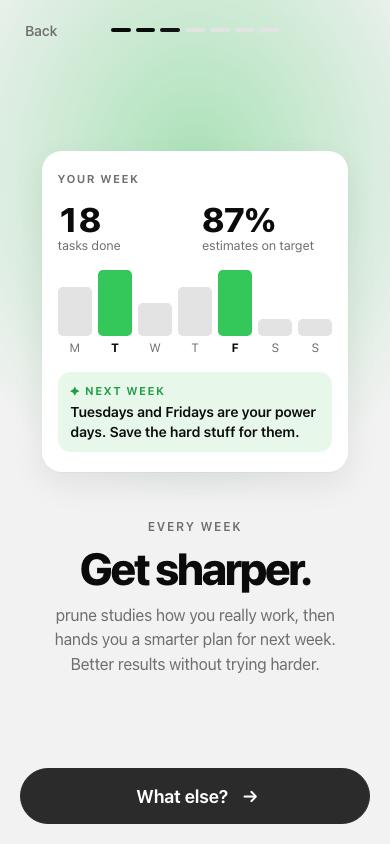 Back
YOUR WEEK
18 87%
tasks done estimates on target
M T W T F S S
NEXT WEEK
Tuesdays and Fridays are your power
days. Save the hard stuff for them.
EVERY WEEK
Get sharper.
prune studies how you really work, then
hands you a smarter plan for next week.
Better results without trying harder.
What else? →